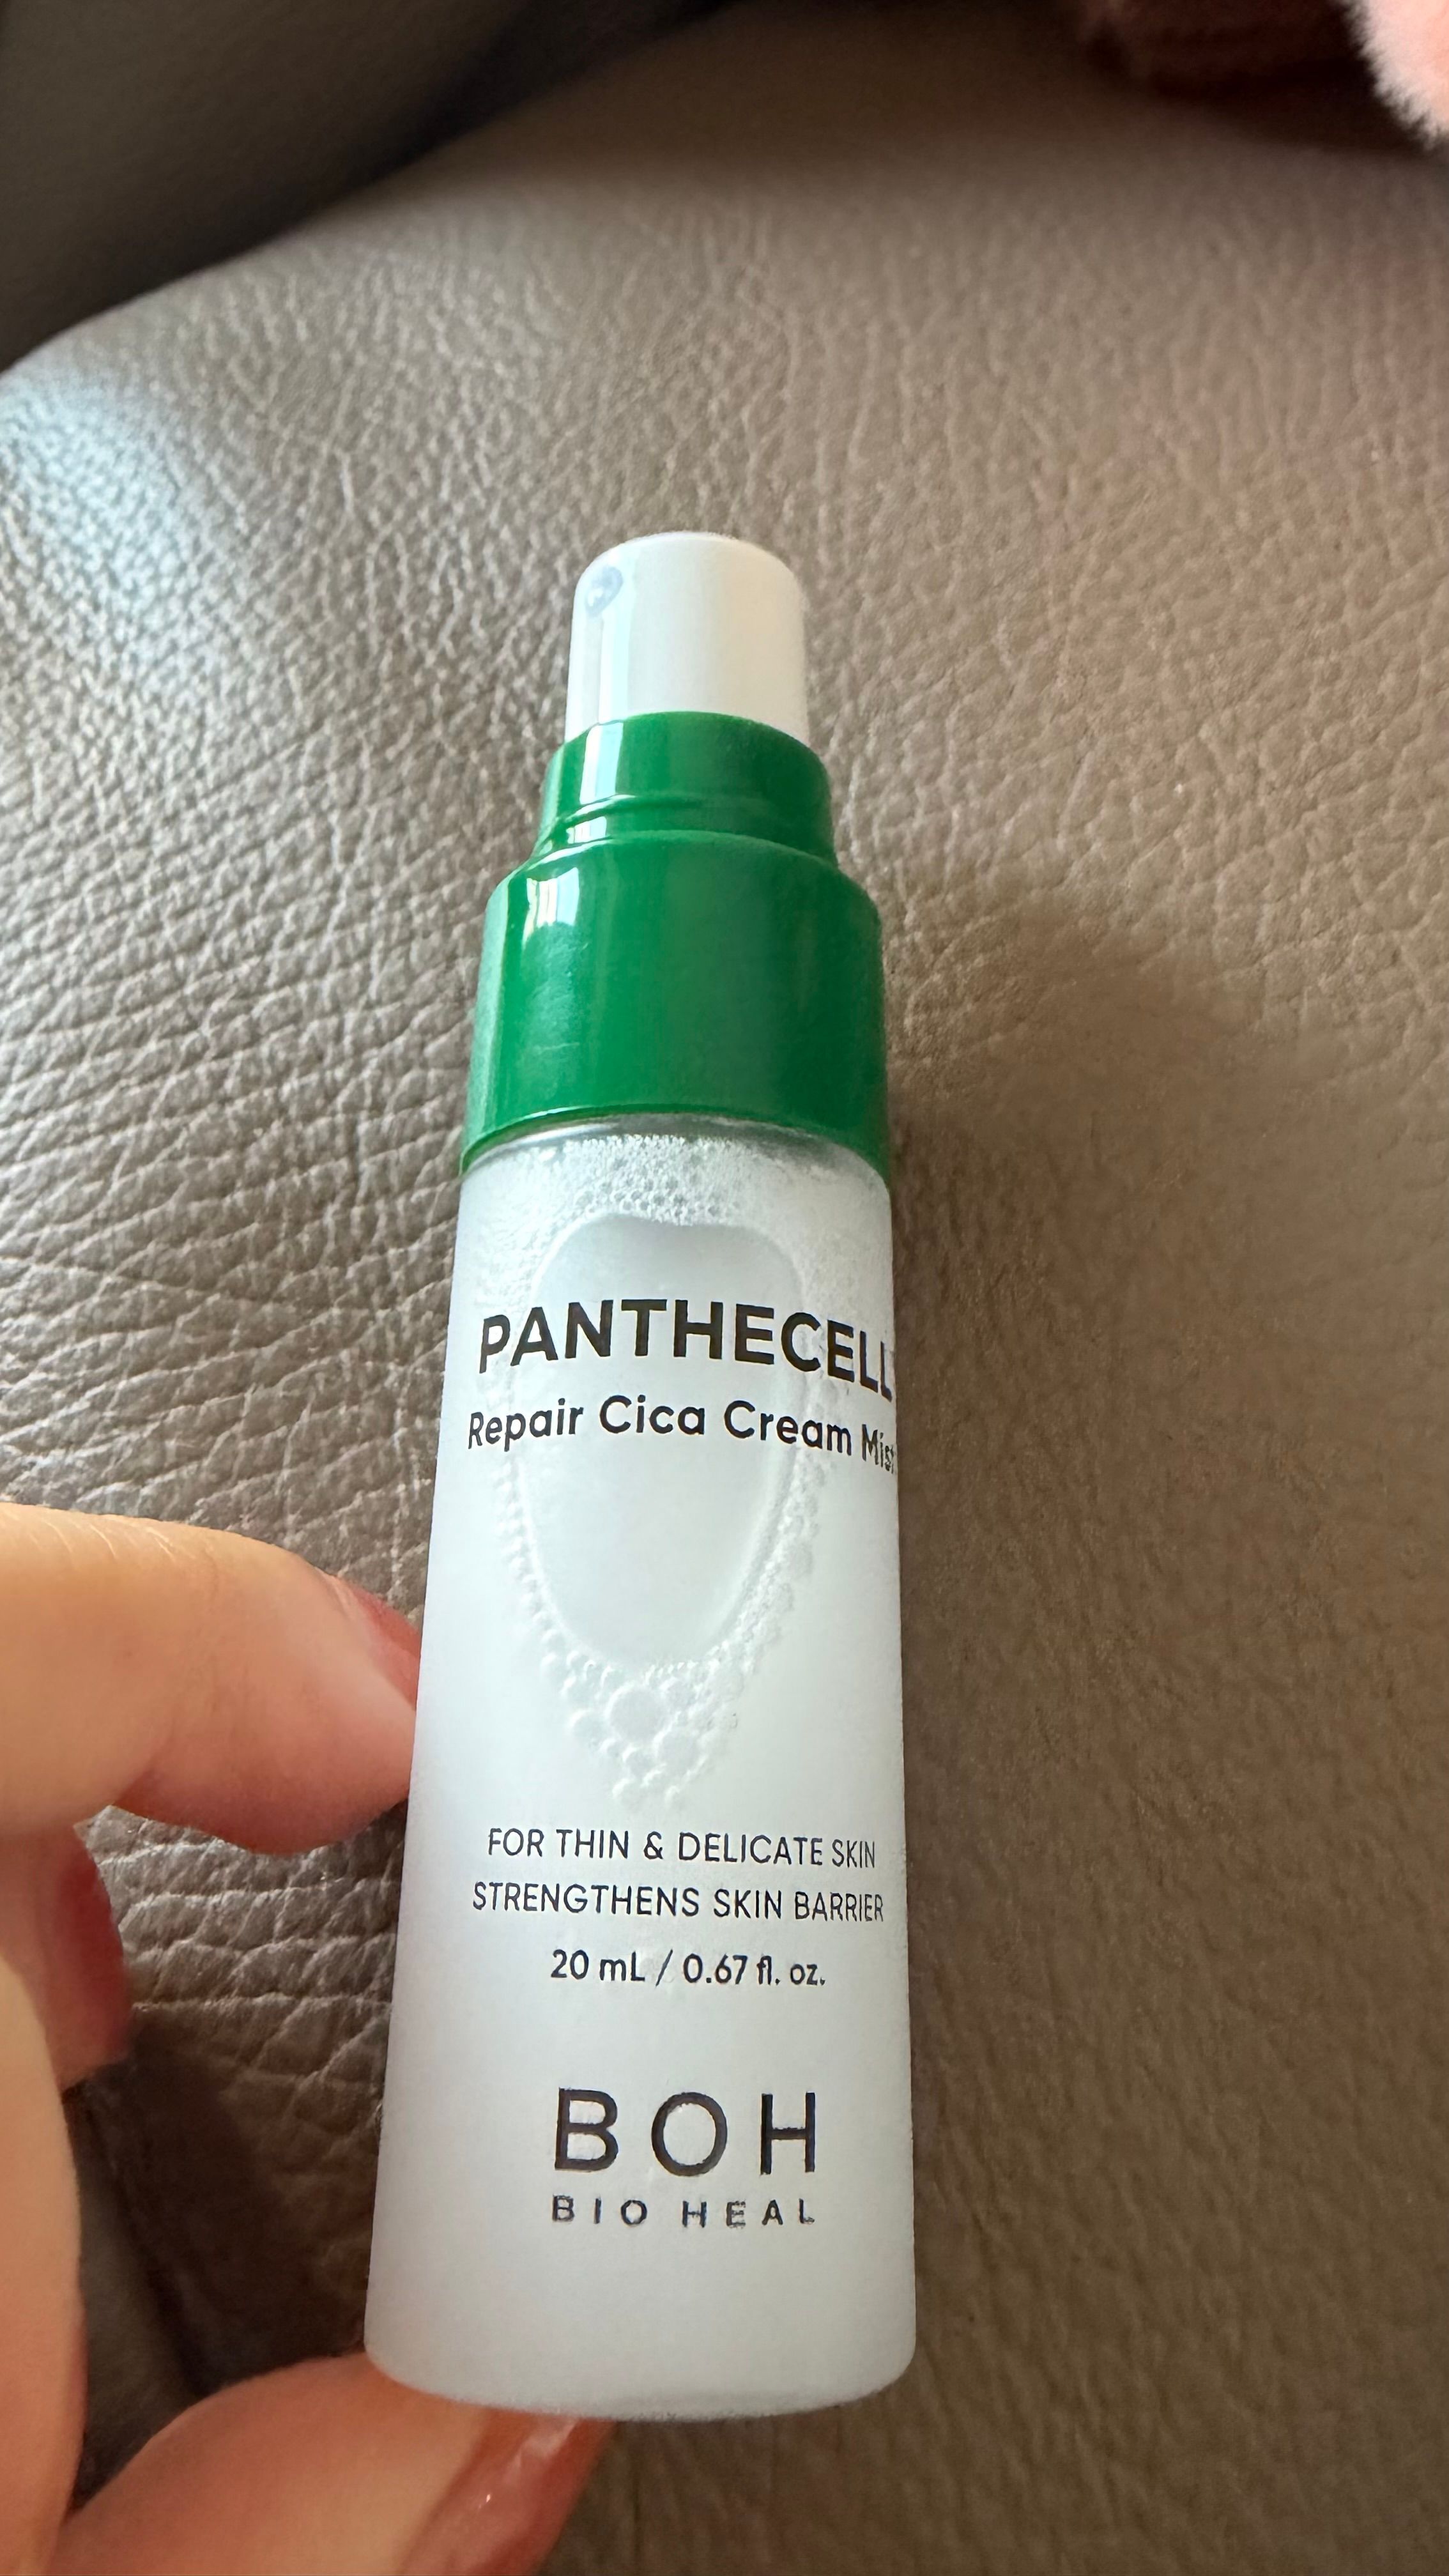 PANTHECELL
Repair Cica Cream Mist
FOR THIN & DELICATE SKIN
STRENGTHENS SKIN BARRIER
20 mL / 0.67 fl. oz.
BOH
BIO HEAL